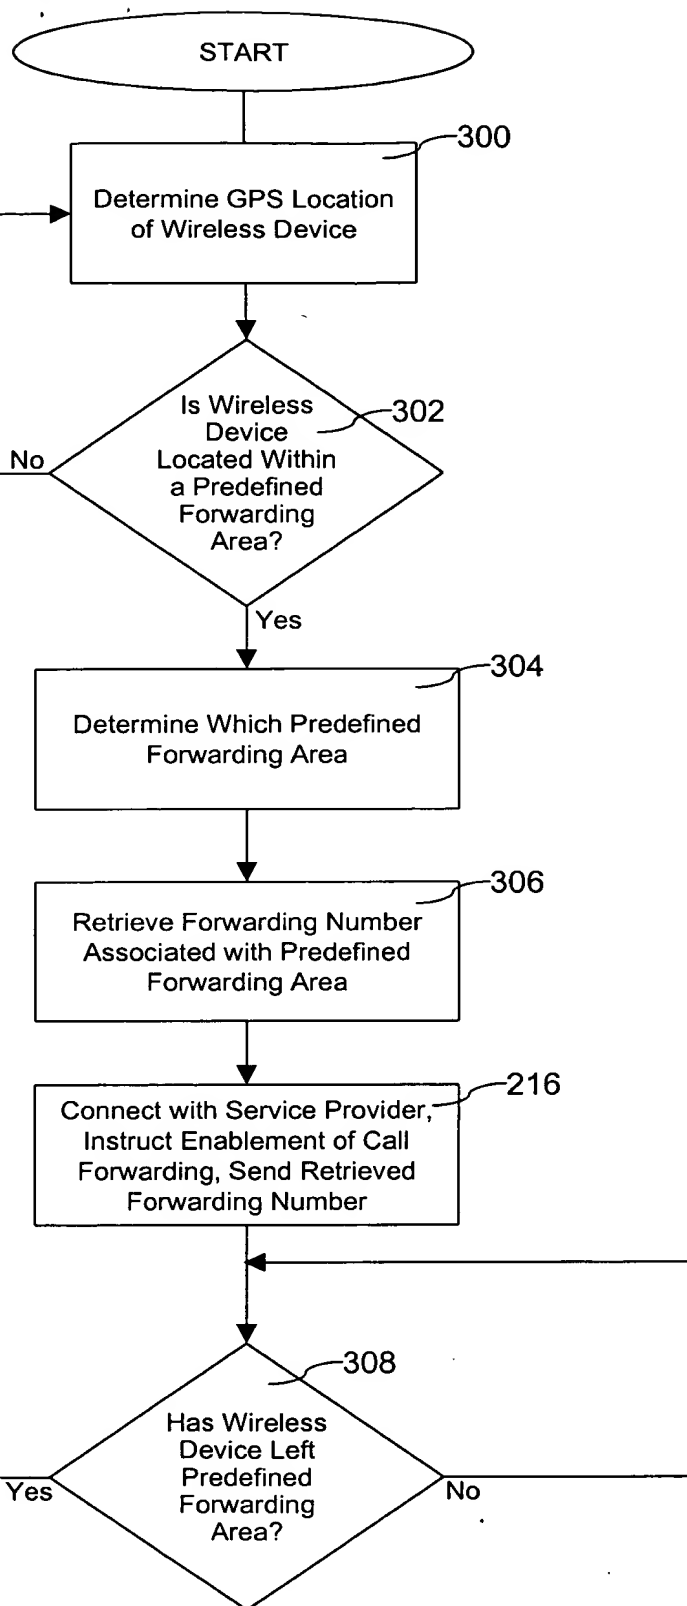 START
300
Determine GPS Location
of Wireless Device
302
Is Wireless
Device
Located Within
a Predefined
Forwarding
Area?
No
Yes
304
Determine Which Predefined
Forwarding Area
306
Retrieve Forwarding Number
Associated with Predefined
Forwarding Area
216
Connect with Service Provider,
Instruct Enablement of Call
Forwarding, Send Retrieved
Forwarding Number
308
Has Wireless
Device Left
Predefined
Forwarding
Area?
Yes
No